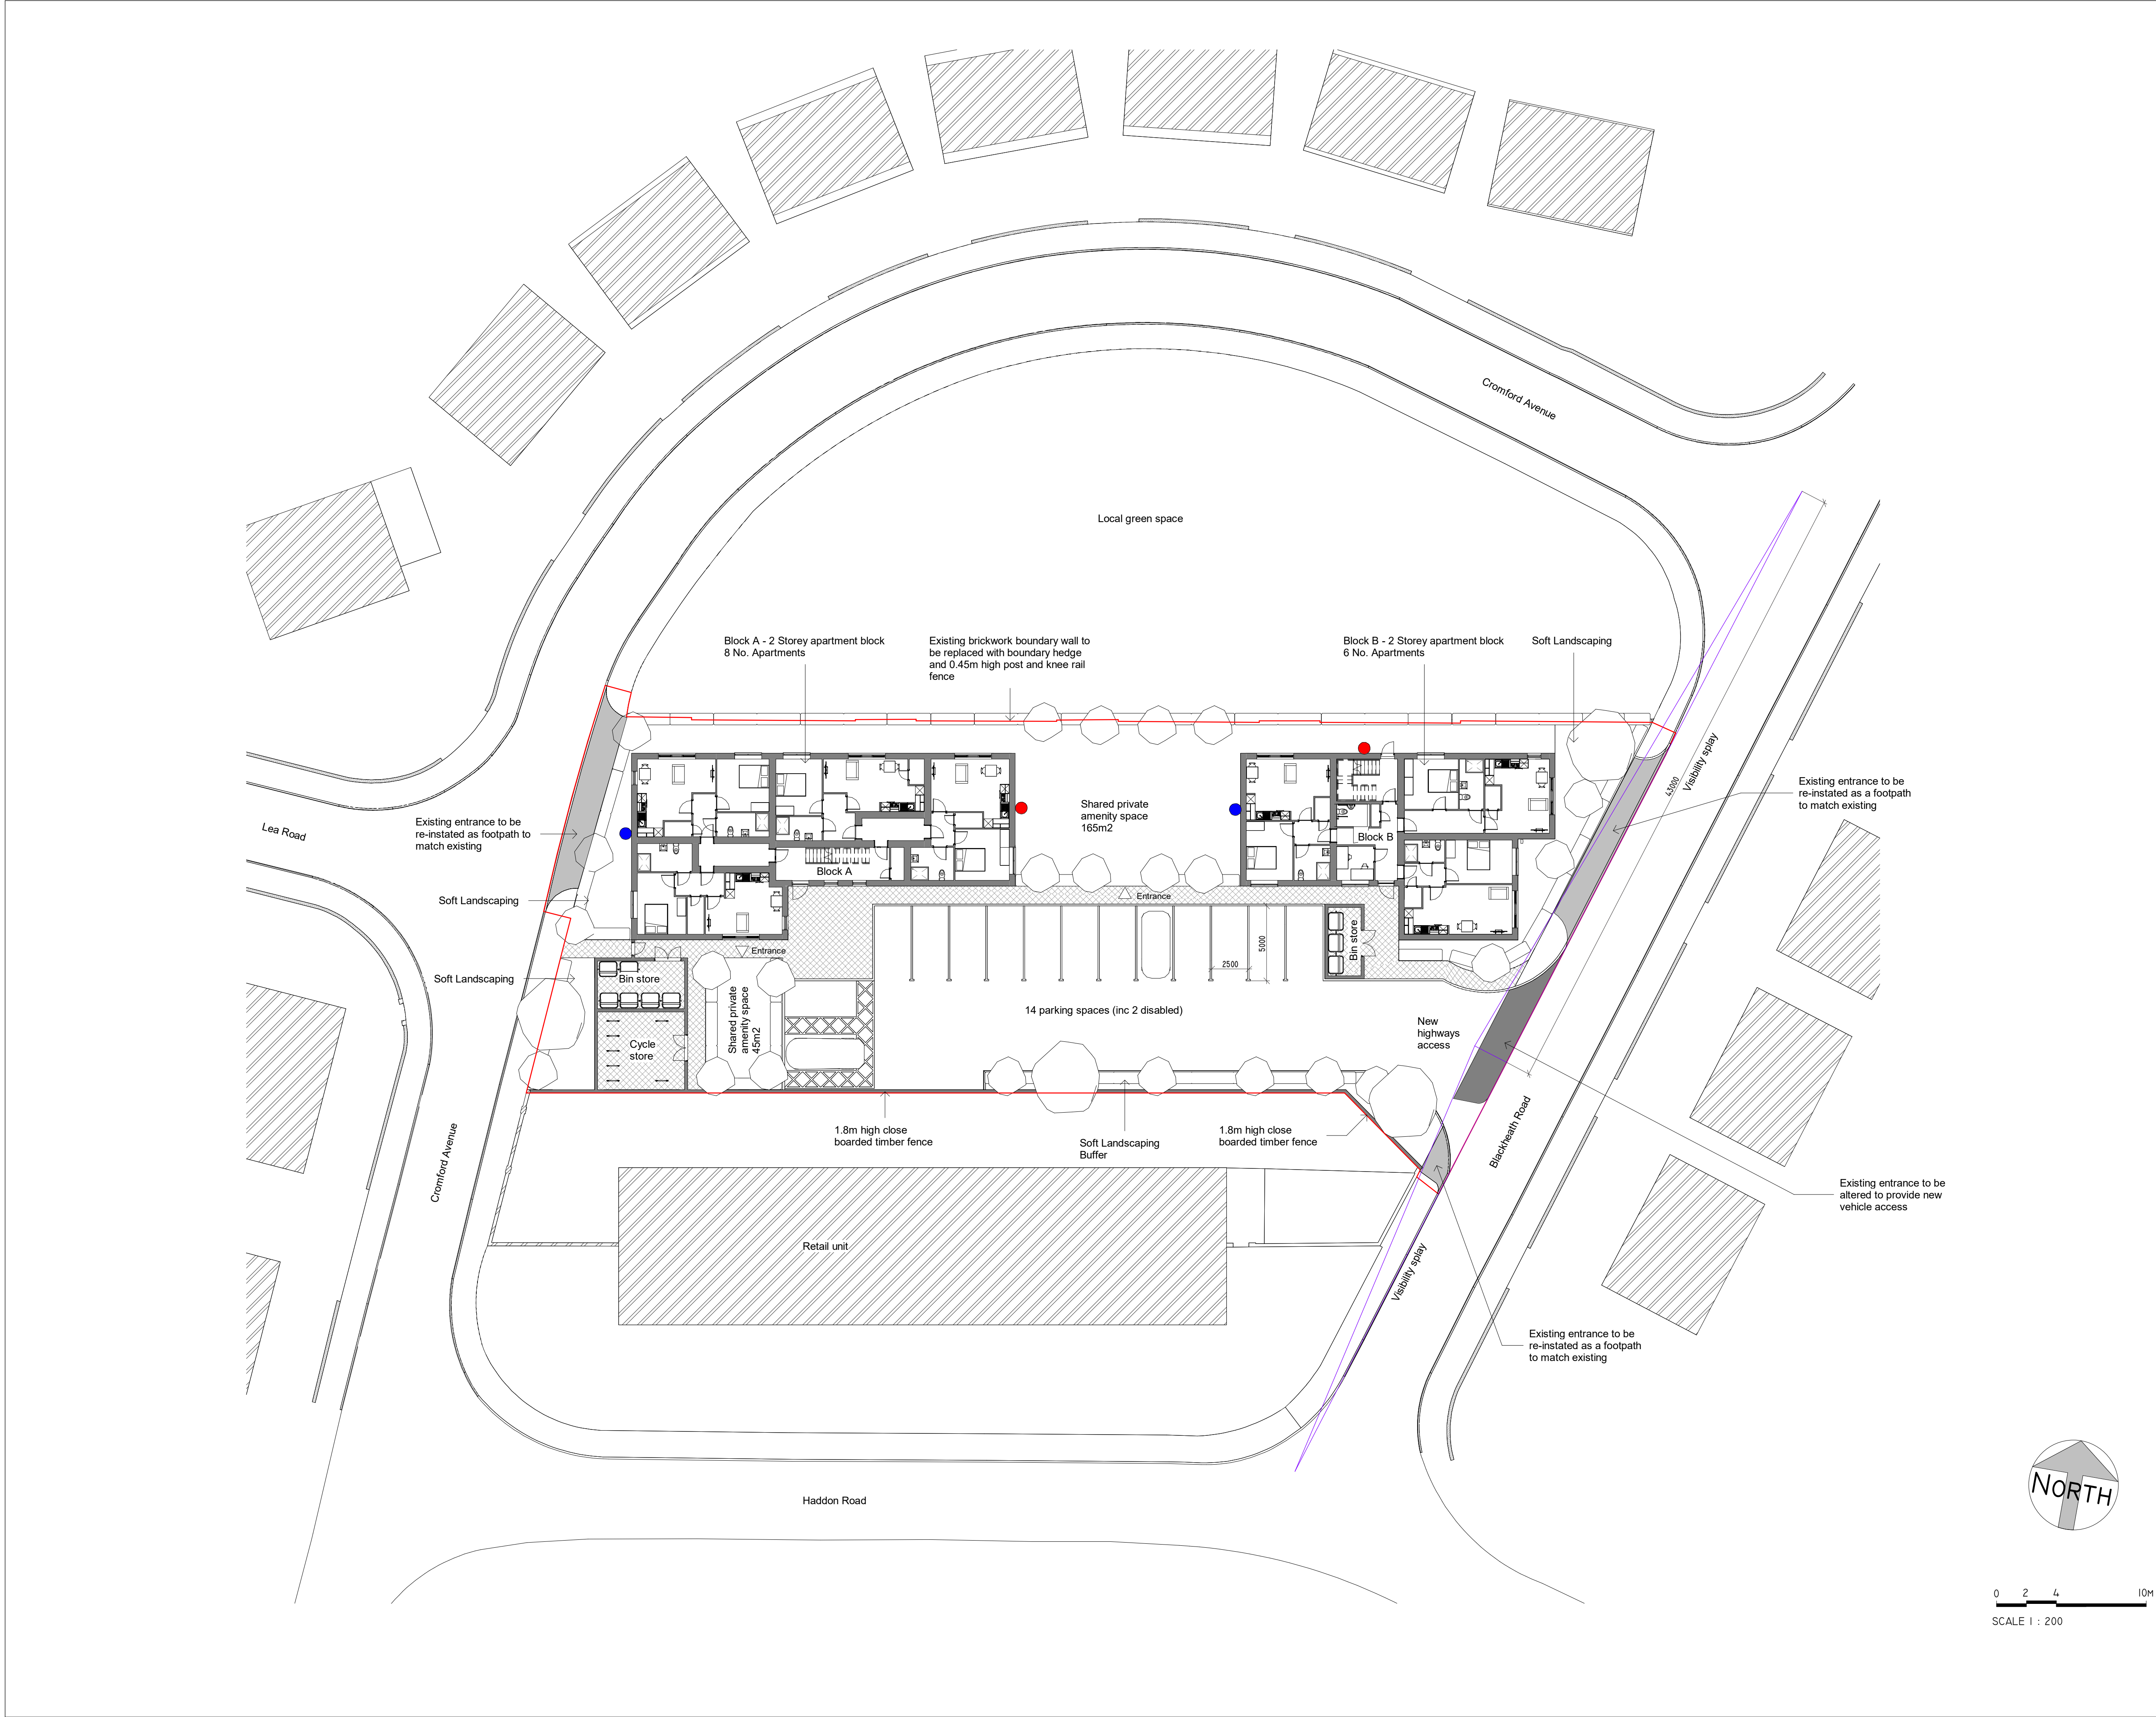 Cromford Avenue
Local green space
Block A - 2 Storey apartment block
8 No. Apartments
Existing brickwork boundary wall to
be replaced with boundary hedge
and 0.45m high post and knee rail
fence
Block B - 2 Storey apartment block
6 No. Apartments
Soft Landscaping
Visibility splay
43000
Existing entrance to be
re-instated as a footpath
to match existing
Lea Road
Existing entrance to be
re-instated as footpath to
match existing
Shared private
amenity space
165m2
Block B
Block A
Soft Landscaping
Entrance
Entrance
Bin store
5000
2500
Soft Landscaping
Bin store
Shared private
amenity space
45m2
14 parking spaces (inc 2 disabled)
New
highways
access
Cycle
store
1.8m high close
boarded timber fence
Soft Landscaping
Buffer
1.8m high close
boarded timber fence
Blackheath Road
Cromford Avenue
Existing entrance to be
altered to provide new
vehicle access
Retail unit
Visibility splay
Existing entrance to be
re-instated as a footpath
to match existing
Haddon Road
NORTH
0 2 4 10M
SCALE 1 : 200